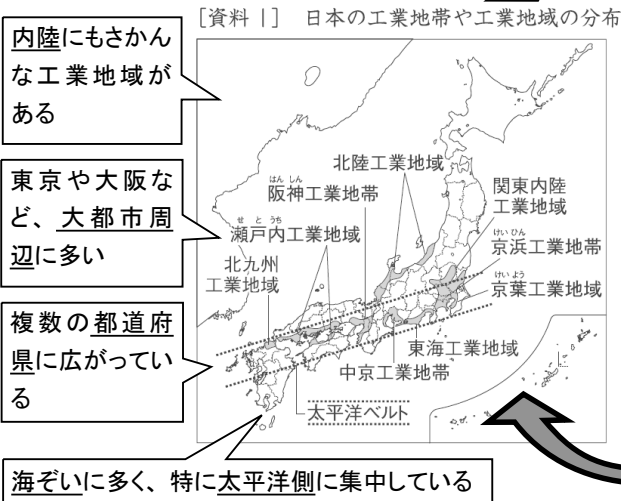 [資料1] 日本の工業地帯や工業地域の分布
内陸にもさかん
な工業地域が
ある
東京や大阪な
ど、大都市周
辺に多い
複数の都道府
県に広がってい
る
海ぞいに多く、特に太平洋側に集中している
北陸工業地域
はんしん
阪神工業地帯
せとうち
瀬戸内工業地域
北九州
工業地域
関東内陸
工業地域
けいひん
京浜工業地帯
けいよう
京葉工業地域
東海工業地域
中京工業地帯
太平洋ベルト